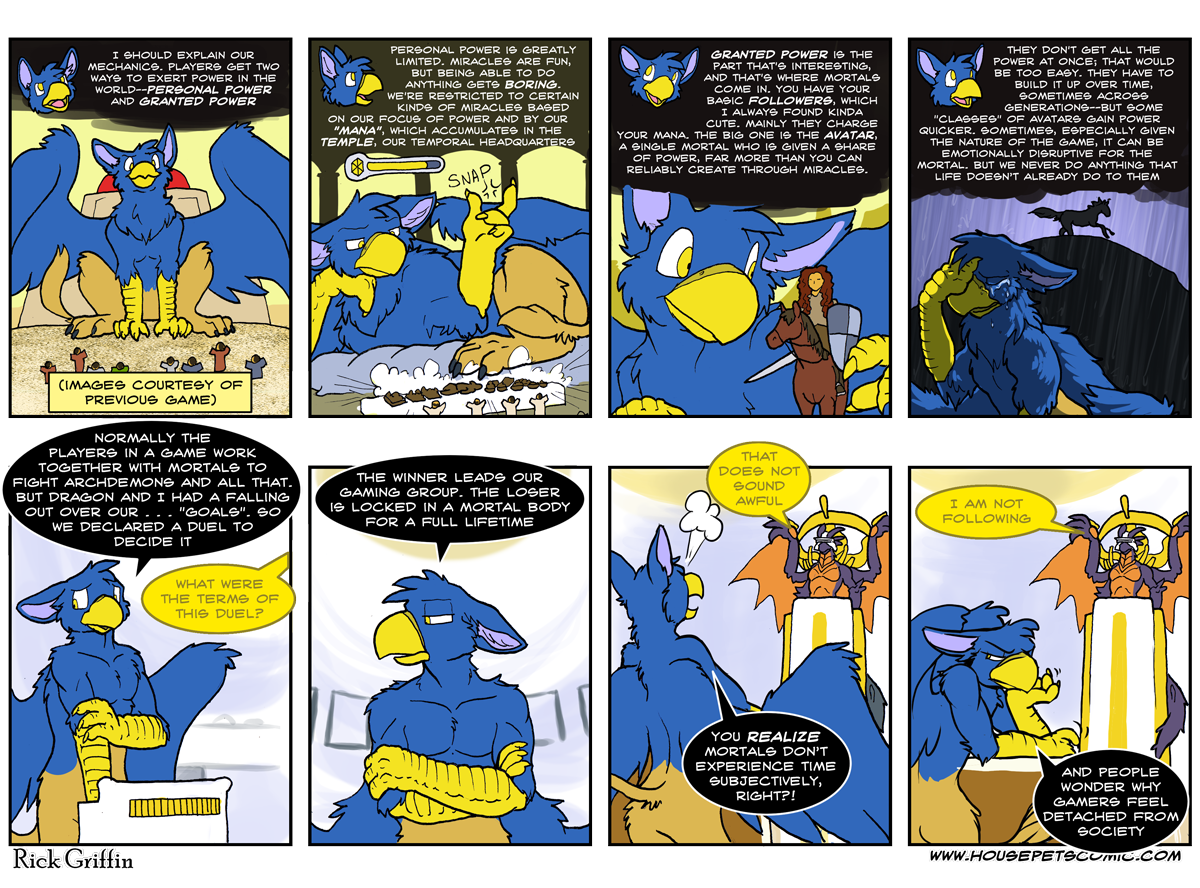 I SHOULD EXPLAIN OUR
MECHANICS. PLAYERS GET TWO
WAYS TO EXERT POWER IN THE
WORLD--PERSONAL POWER
AND GRANTED POWER
(IMAGES COURTESY OF
PREVIOUS GAME)
PERSONAL POWER IS GREATLY
LIMITED. MIRACLES ARE FUN,
BUT BEING ABLE TO DO
ANYTHING GETS BORING.
WE'RE RESTRICTED TO CERTAIN
KINDS OF MIRACLES BASED
ON OUR FOCUS OF POWER AND BY OUR
"MANA", WHICH ACCUMULATES IN THE
TEMPLE, OUR TEMPORAL HEADQUARTERS
SNAP
GRANTED POWER IS THE
PART THAT'S INTERESTING,
AND THAT'S WHERE MORTALS
COME IN. YOU HAVE YOUR
BASIC FOLLOWERS, WHICH
I ALWAYS FOUND KINDA
CUTE. MAINLY THEY CHARGE
YOUR MANA. THE BIG ONE IS THE AVATAR,
A SINGLE MORTAL WHO IS GIVEN A SHARE
OF POWER, FAR MORE THAN YOU CAN
RELIABLY CREATE THROUGH MIRACLES.
THEY DON'T GET ALL THE
POWER AT ONCE; THAT WOULD
BE TOO EASY. THEY HAVE TO
BUILD IT UP OVER TIME,
SOMETIMES ACROSS
GENERATIONS--BUT SOME
"CLASSES" OF AVATARS GAIN POWER
QUICKER. SOMETIMES, ESPECIALLY GIVEN
THE NATURE OF THE GAME, IT CAN BE
EMOTIONALLY DISRUPTIVE FOR THE
MORTAL. BUT WE NEVER DO ANYTHING THAT
LIFE DOESN'T ALREADY DO TO THEM
NORMALLY THE
PLAYERS IN A GAME WORK
TOGETHER WITH MORTALS TO
FIGHT ARCHDEMONS AND ALL THAT.
BUT DRAGON AND I HAD A FALLING
OUT OVER OUR . . . "GOALS". SO
WE DECLARED A DUEL TO
DECIDE IT
WHAT WERE
THE TERMS OF
THIS DUEL?
THE WINNER LEADS OUR
GAMING GROUP. THE LOSER
IS LOCKED IN A MORTAL BODY
FOR A FULL LIFETIME
THAT
DOES NOT
SOUND
AWFUL
YOU REALIZE
MORTALS DON'T
EXPERIENCE TIME
SUBJECTIVELY,
RIGHT?!
I AM NOT
FOLLOWING
AND PEOPLE
WONDER WHY
GAMERS FEEL
DETACHED FROM
SOCIETY
Rick Griffin
WWW.HOUSEPETSCOMIC.COM